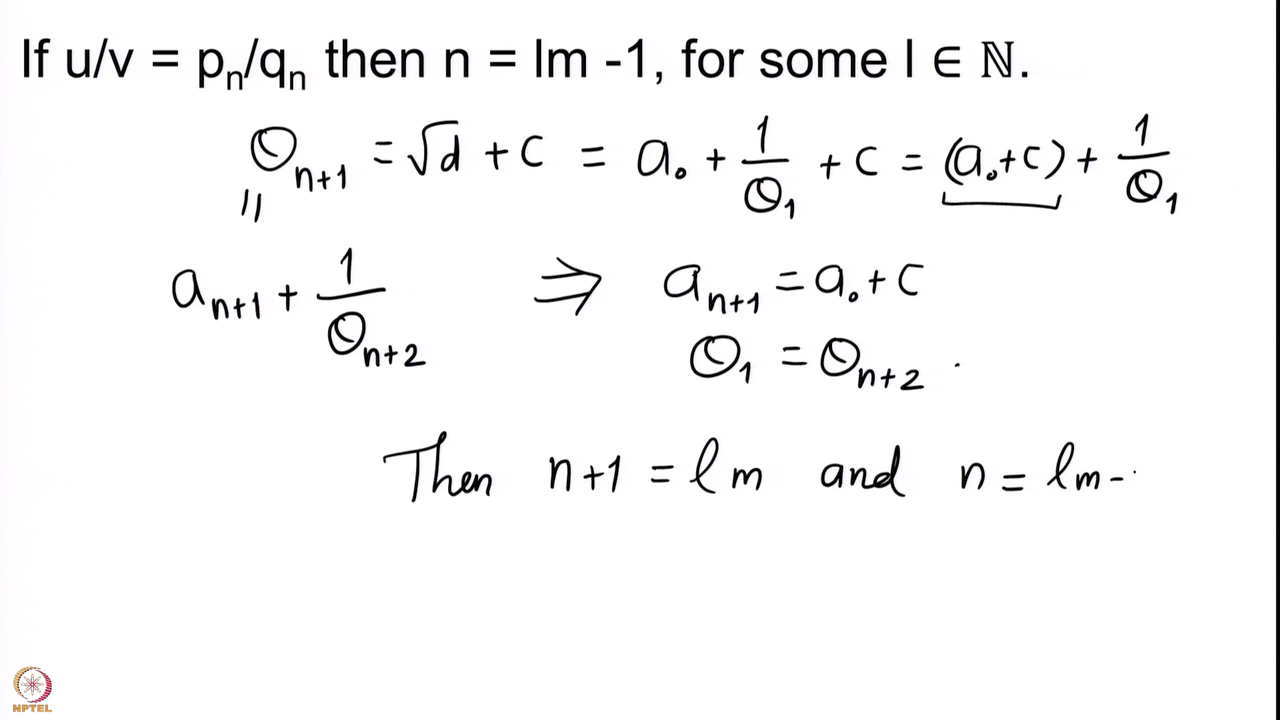 If u/v = pₙ/qₙ then n = lm -1, for some l ∈ ℕ.
Θₙ₊₁ = √d + c = a₀ + 1/Θ₁ + c = (a₀+c) + 1/Θ₁
||
aₙ₊₁ + 1/Θₙ₊₂ ⇒ aₙ₊₁ = a₀ + c
Θ₁ = Θₙ₊₂ .
Then n+1 = lm and n = lm-
NPTEL